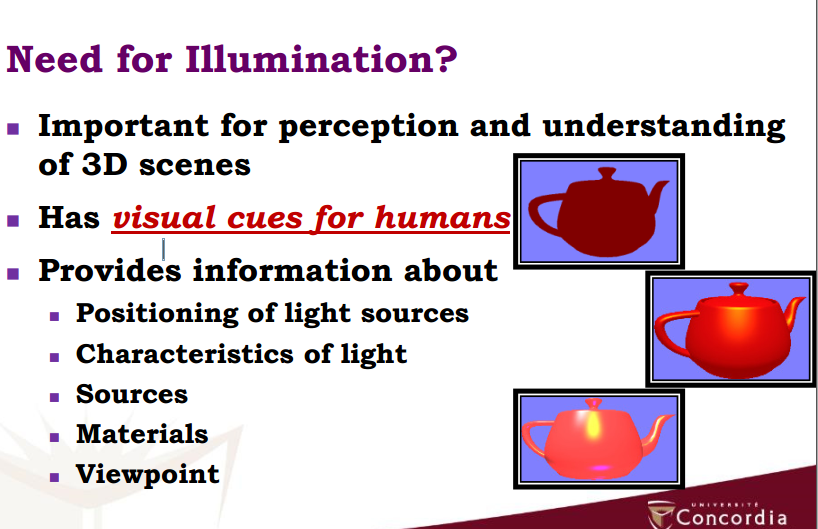 Need for Illumination?
Important for perception and understanding
of 3D scenes
Has visual cues for humans
Provides information about
Positioning of light sources
Characteristics of light
Sources
Materials
Viewpoint
UNIVERSITÉ
Concordia